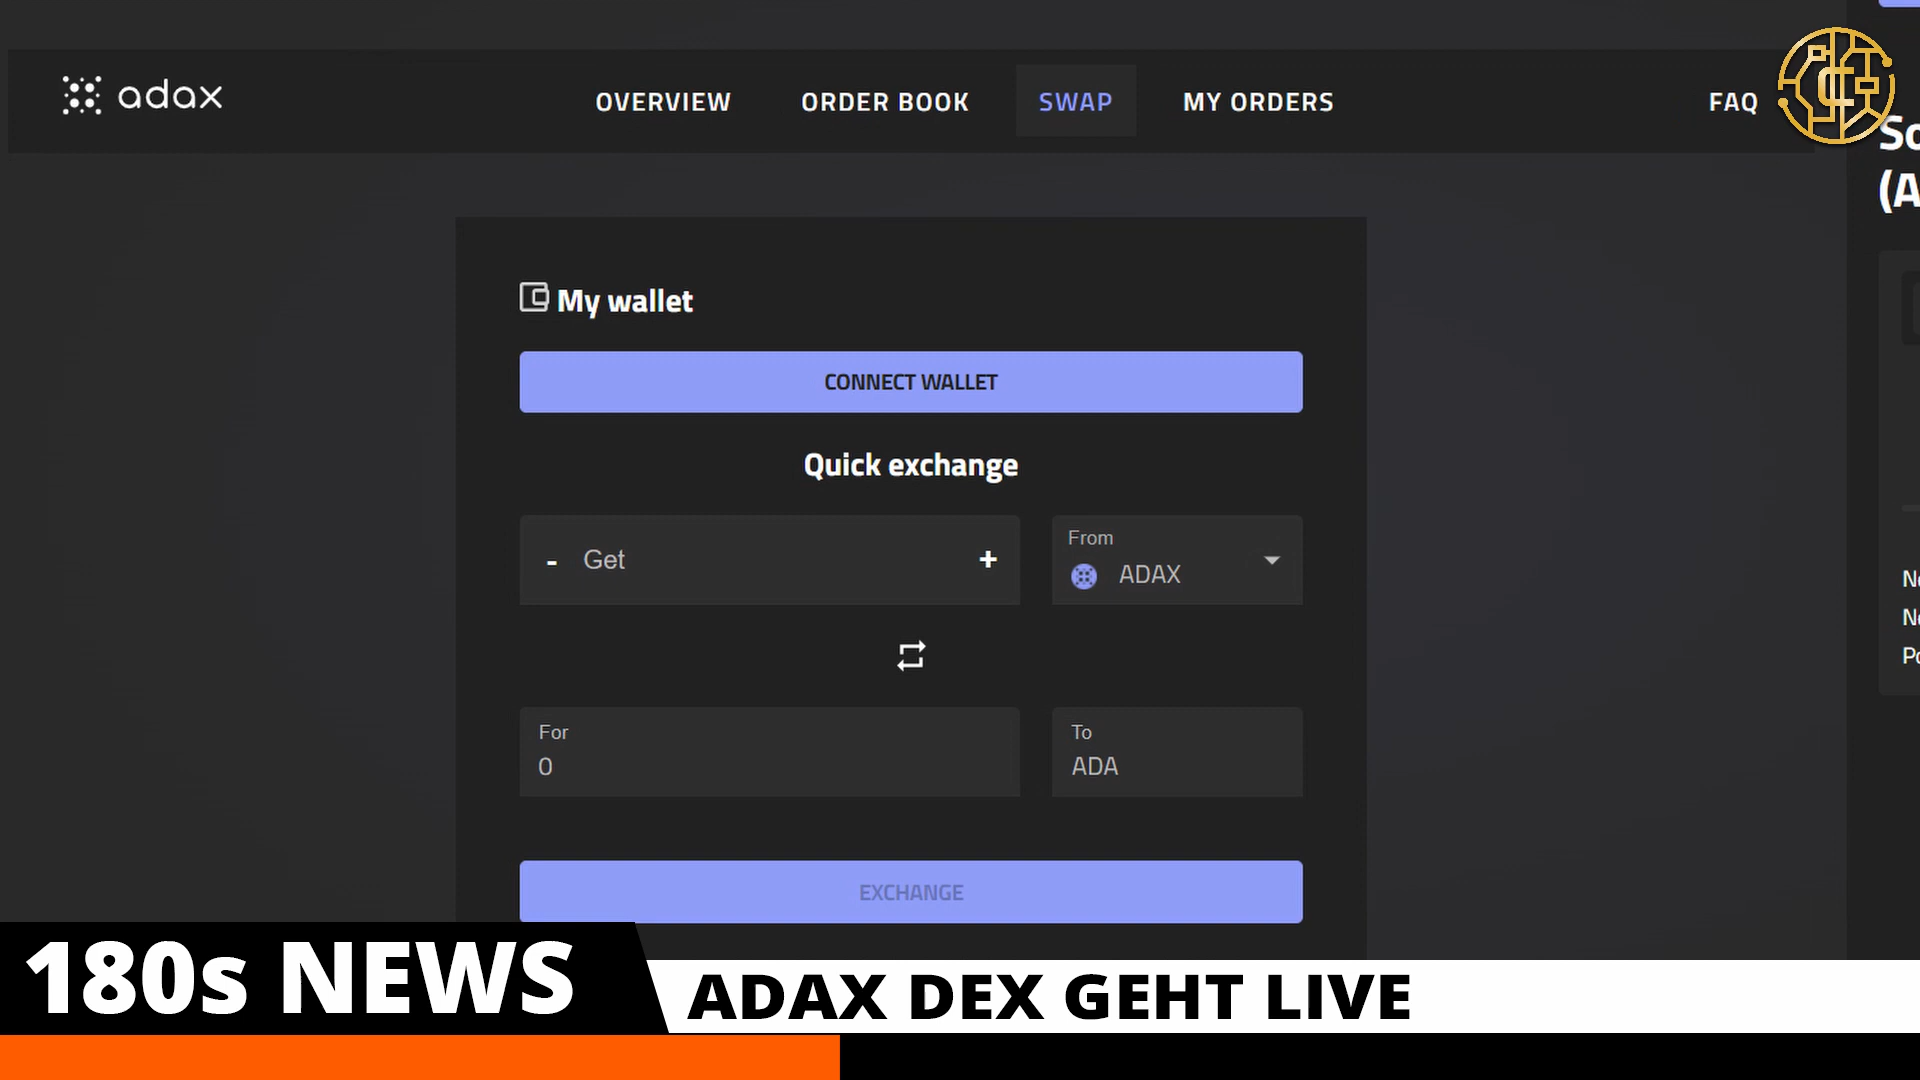 adax
OVERVIEW
ORDER BOOK
SWAP
MY ORDERS
FAQ
My wallet
CONNECT WALLET
Quick exchange
- Get +
From
ADAX
For
0
To
ADA
EXCHANGE
180s NEWS
ADAX DEX GEHT LIVE